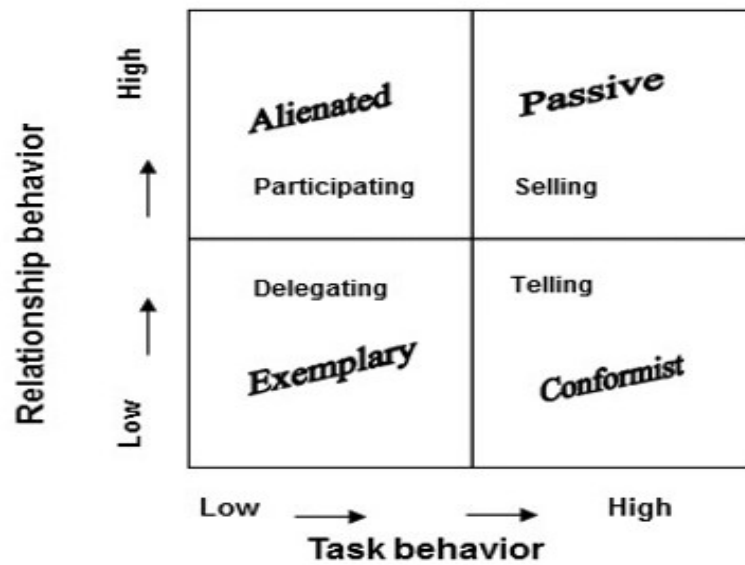 Relationship behavior
High
Low
Alienated
Passive
Participating
Selling
Delegating
Telling
Exemplary
Conformist
Low
High
Task behavior